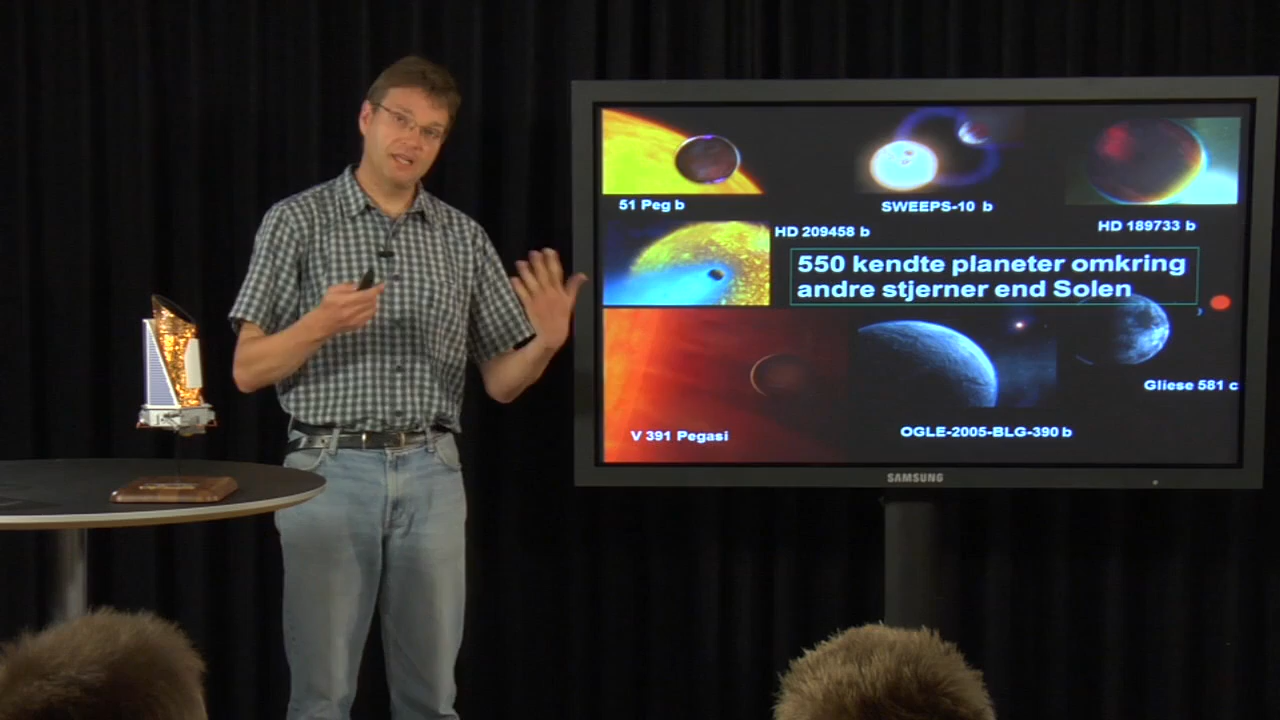 51 Peg b
SWEEPS-10 b
HD 189733 b
HD 209458 b
550 kendte planeter omkring
andre stjerner end Solen
Gliese 581 c
V 391 Pegasi
OGLE-2005-BLG-390 b
SAMSUNG